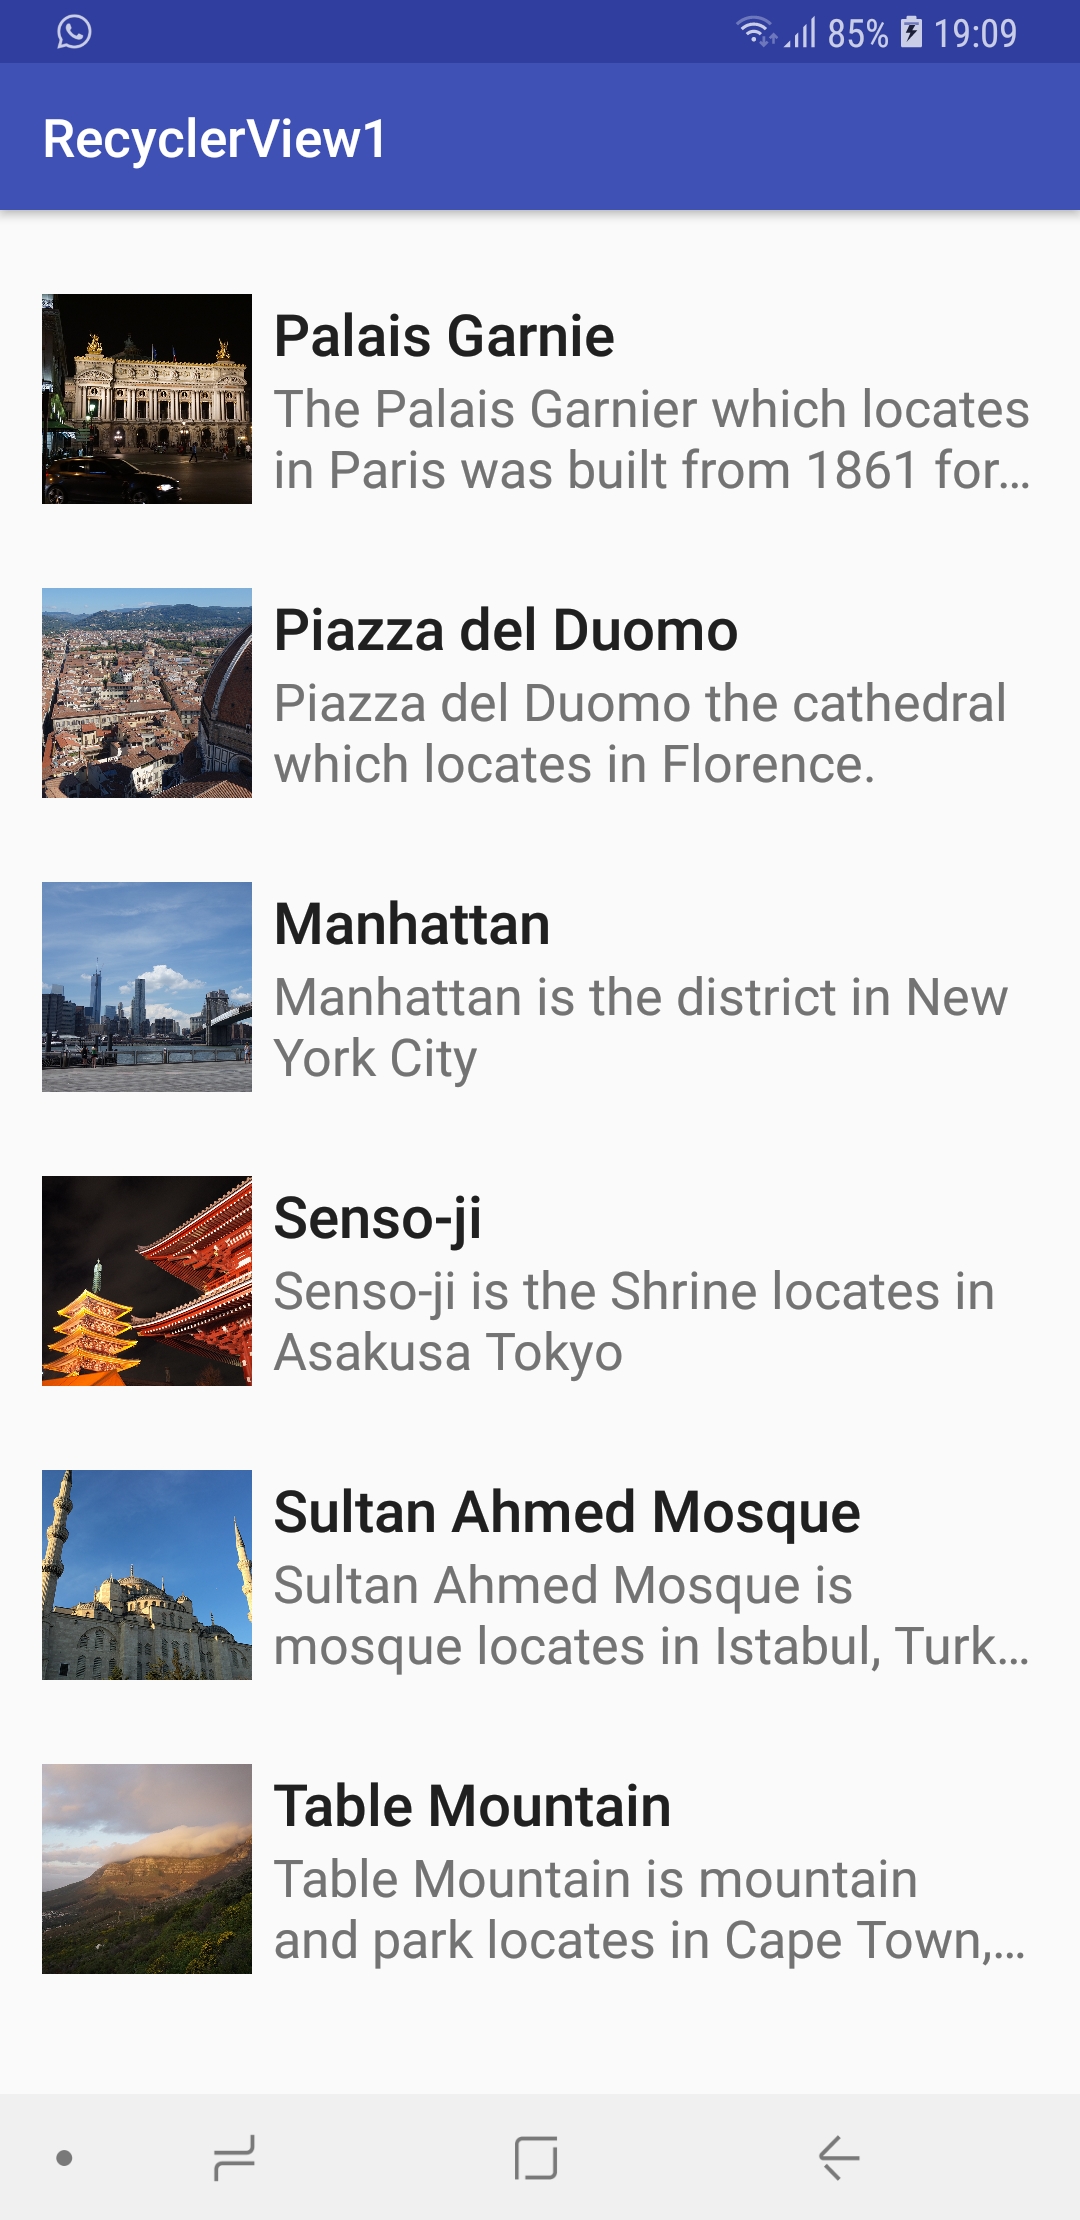 85% 19:09
RecyclerView1
Palais Garnie
The Palais Garnier which locates
in Paris was built from 1861 for…
Piazza del Duomo
Piazza del Duomo the cathedral
which locates in Florence.
Manhattan
Manhattan is the district in New
York City
Senso-ji
Senso-ji is the Shrine locates in
Asakusa Tokyo
Sultan Ahmed Mosque
Sultan Ahmed Mosque is
mosque locates in Istabul, Turk…
Table Mountain
Table Mountain is mountain
and park locates in Cape Town,…